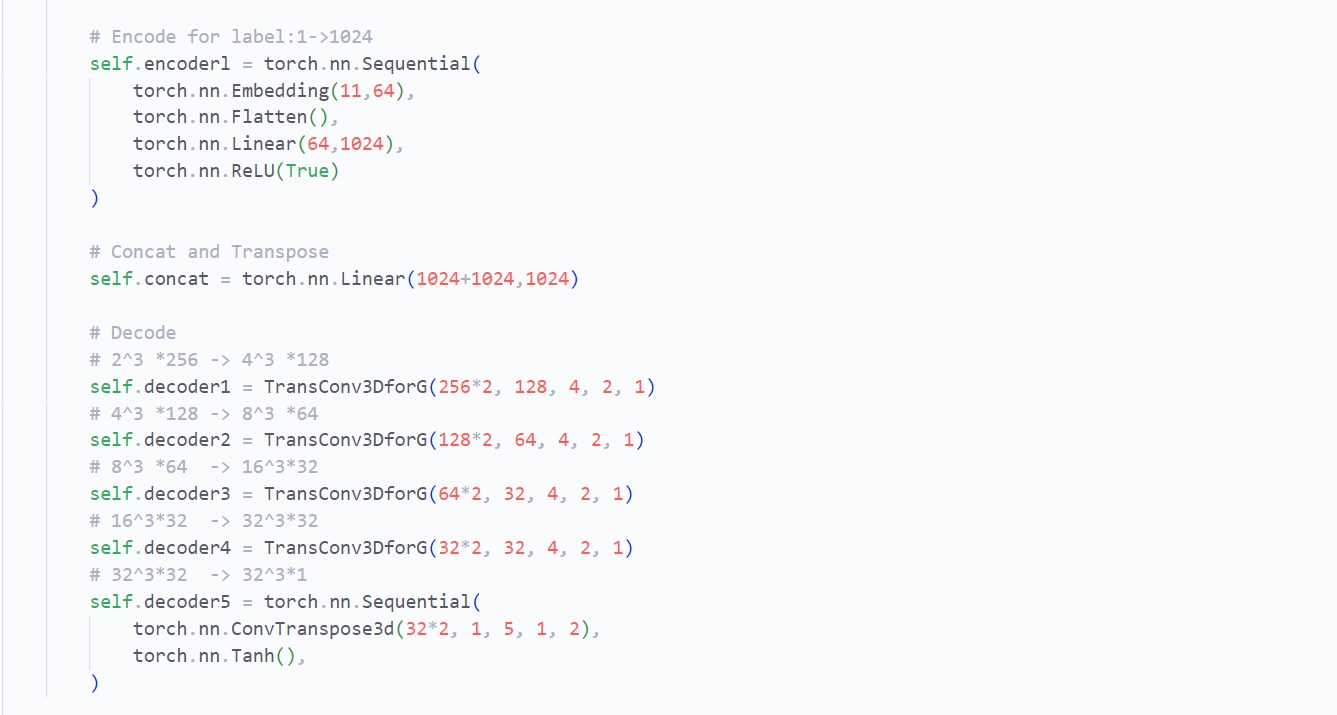 # Encode for label:1->1024
self.encoderl = torch.nn.Sequential(
torch.nn.Embedding(11,64),
torch.nn.Flatten(),
torch.nn.Linear(64,1024),
torch.nn.ReLU(True)
)
# Concat and Transpose
self.concat = torch.nn.Linear(1024+1024,1024)
# Decode
# 2^3 *256 -> 4^3 *128
self.decoder1 = TransConv3DforG(256*2, 128, 4, 2, 1)
# 4^3 *128 -> 8^3 *64
self.decoder2 = TransConv3DforG(128*2, 64, 4, 2, 1)
# 8^3 *64  -> 16^3*32
self.decoder3 = TransConv3DforG(64*2, 32, 4, 2, 1)
# 16^3*32  -> 32^3*32
self.decoder4 = TransConv3DforG(32*2, 32, 4, 2, 1)
# 32^3*32  -> 32^3*1
self.decoder5 = torch.nn.Sequential(
torch.nn.ConvTranspose3d(32*2, 1, 5, 1, 2),
torch.nn.Tanh(),
)